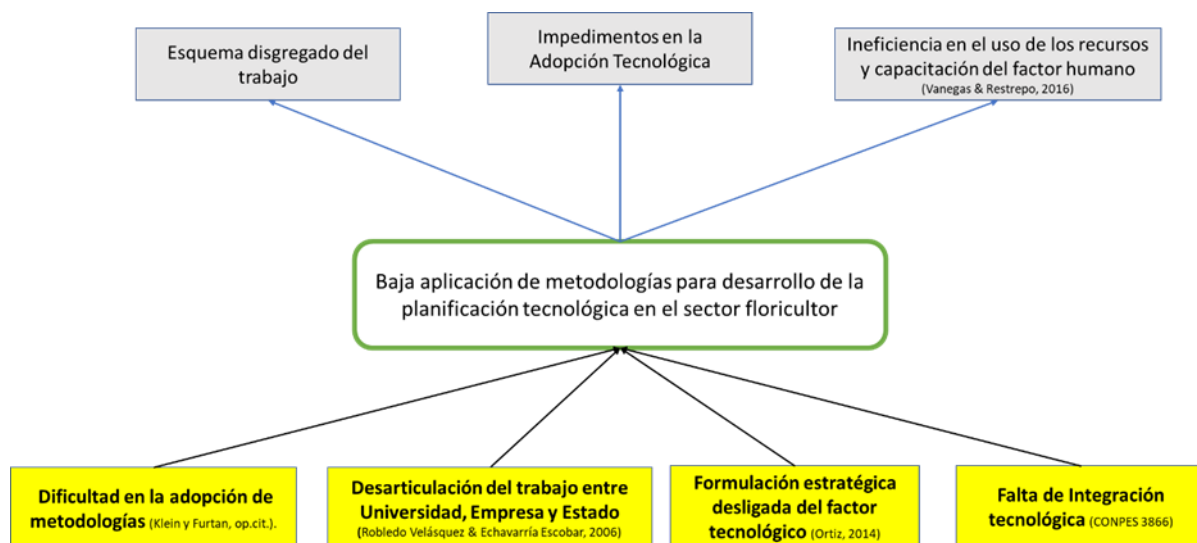 Esquema disgregado del
trabajo
Impedimentos en la
Adopción Tecnológica
Ineficiencia en el uso de los recursos
y capacitación del factor humano
(Vanegas & Restrepo, 2016)
Baja aplicación de metodologías para desarrollo de la
planificación tecnológica en el sector floricultor
Dificultad en la adopción de
metodologías (Klein y Furtan, op.cit.).
Desarticulación del trabajo entre
Universidad, Empresa y Estado
(Robledo Velásquez & Echavarría Escobar, 2006)
Formulación estratégica
desligada del factor
tecnológico (Ortiz, 2014)
Falta de Integración
tecnológica (CONPES 3866)